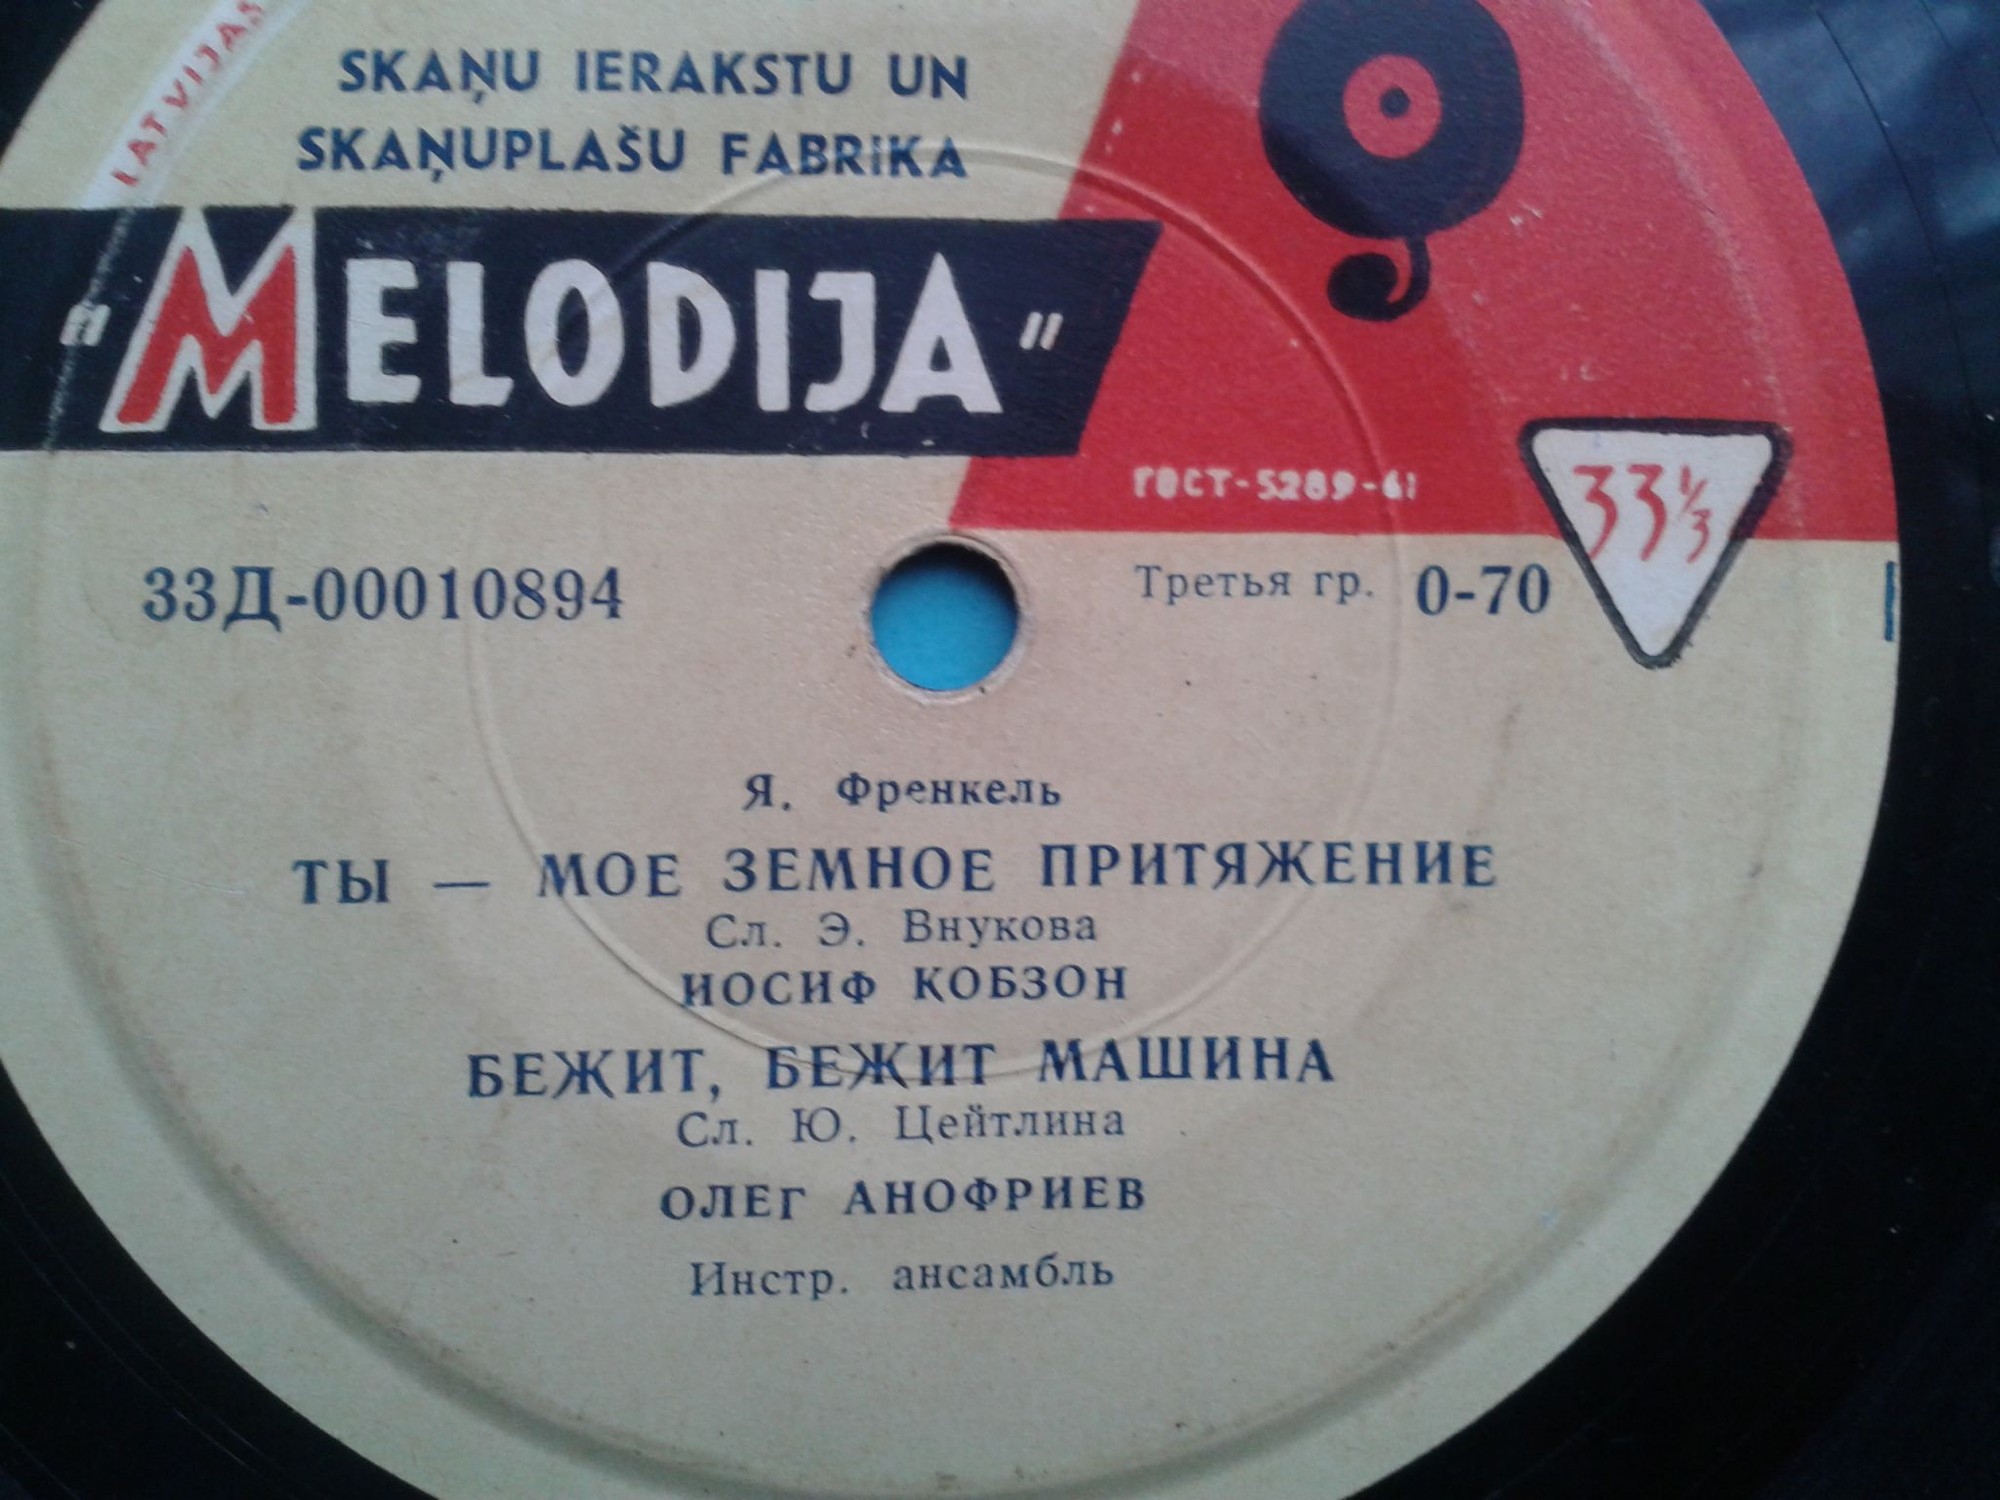 LATVIJAS
SKAŅU IERAKSTU UN
SKAŅUPLAŠU FABRIKA
"MELODIJA"
ГОСТ-5289-61
33⅓
33Д-00010894
Третья гр. 0-70
Я. Френкель
ТЫ — МОЕ ЗЕМНОЕ ПРИТЯЖЕНИЕ
Сл. Э. Внукова
ИОСИФ КОБЗОН
БЕЖИТ, БЕЖИТ МАШИНА
Сл. Ю. Цейтлина
ОЛЕГ АНОФРИЕВ
Инстр. ансамбль